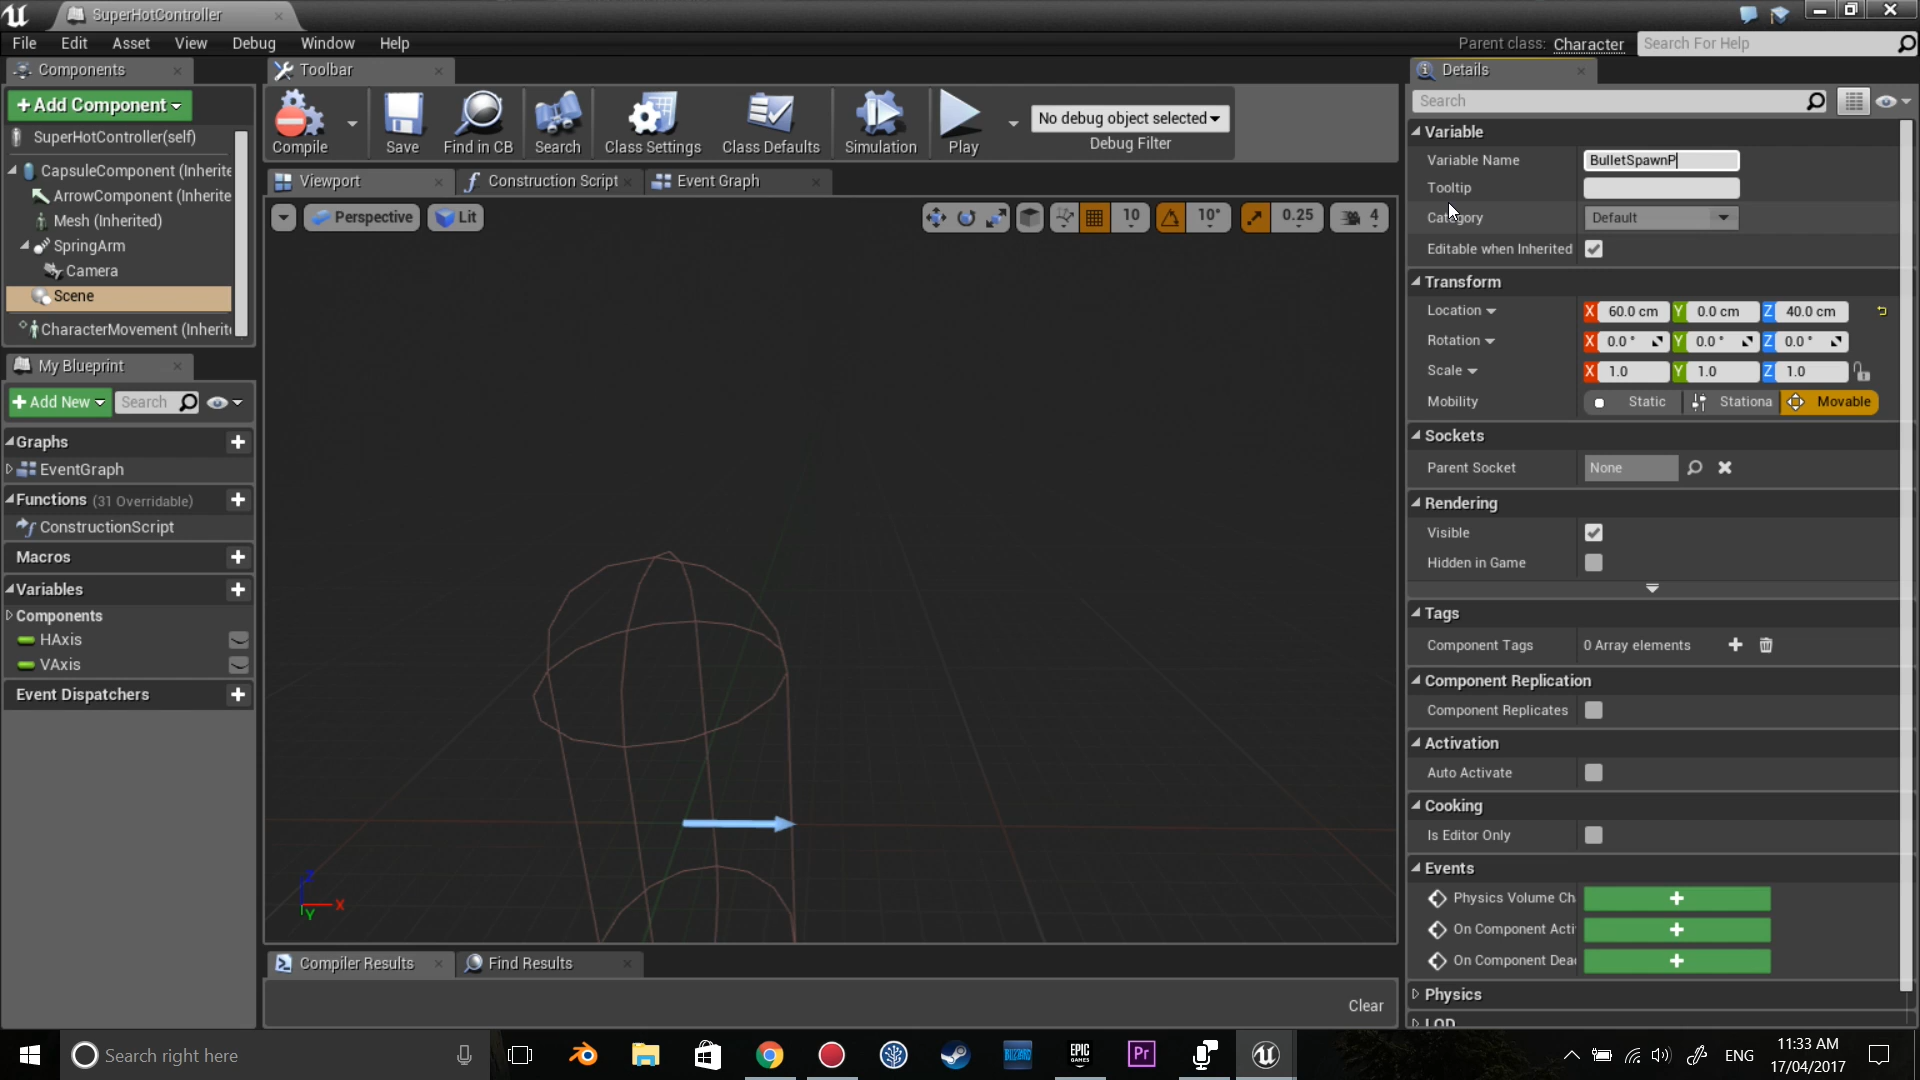 SuperHotController
File Edit Asset View Debug Window Help
Parent class: Character
Search For Help
Components
Add Component
SuperHotController(self)
CapsuleComponent (Inherite
ArrowComponent (Inherite
Mesh (Inherited)
SpringArm
Camera
Scene
CharacterMovement (Inherit
My Blueprint
Add New
Search
Graphs
EventGraph
Functions (31 Overridable)
ConstructionScript
Macros
Variables
Components
HAxis
VAxis
Event Dispatchers
Toolbar
Compile Save Find in CB Search Class Settings Class Defaults Simulation Play
No debug object selected
Debug Filter
Viewport Construction Script Event Graph
Perspective Lit
10 10° 0.25 4
Z
X
Y
Compiler Results Find Results
Clear
Details
Search
Variable
Variable Name BulletSpawnP
Tooltip
Category Default
Editable when Inherited
Transform
Location X 60.0 cm Y 0.0 cm Z 40.0 cm
Rotation X 0.0 ° Y 0.0 ° Z 0.0 °
Scale X 1.0 Y 1.0 Z 1.0
Mobility Static Stationa Movable
Sockets
Parent Socket None
Rendering
Visible
Hidden in Game
Tags
Component Tags 0 Array elements
Component Replication
Component Replicates
Activation
Auto Activate
Cooking
Is Editor Only
Events
Physics Volume Ch
On Component Acti
On Component Dea
Physics
LOD
Search right here
BLIZZARD
EPIC GAMES
Pr
ENG
11:33 AM
17/04/2017